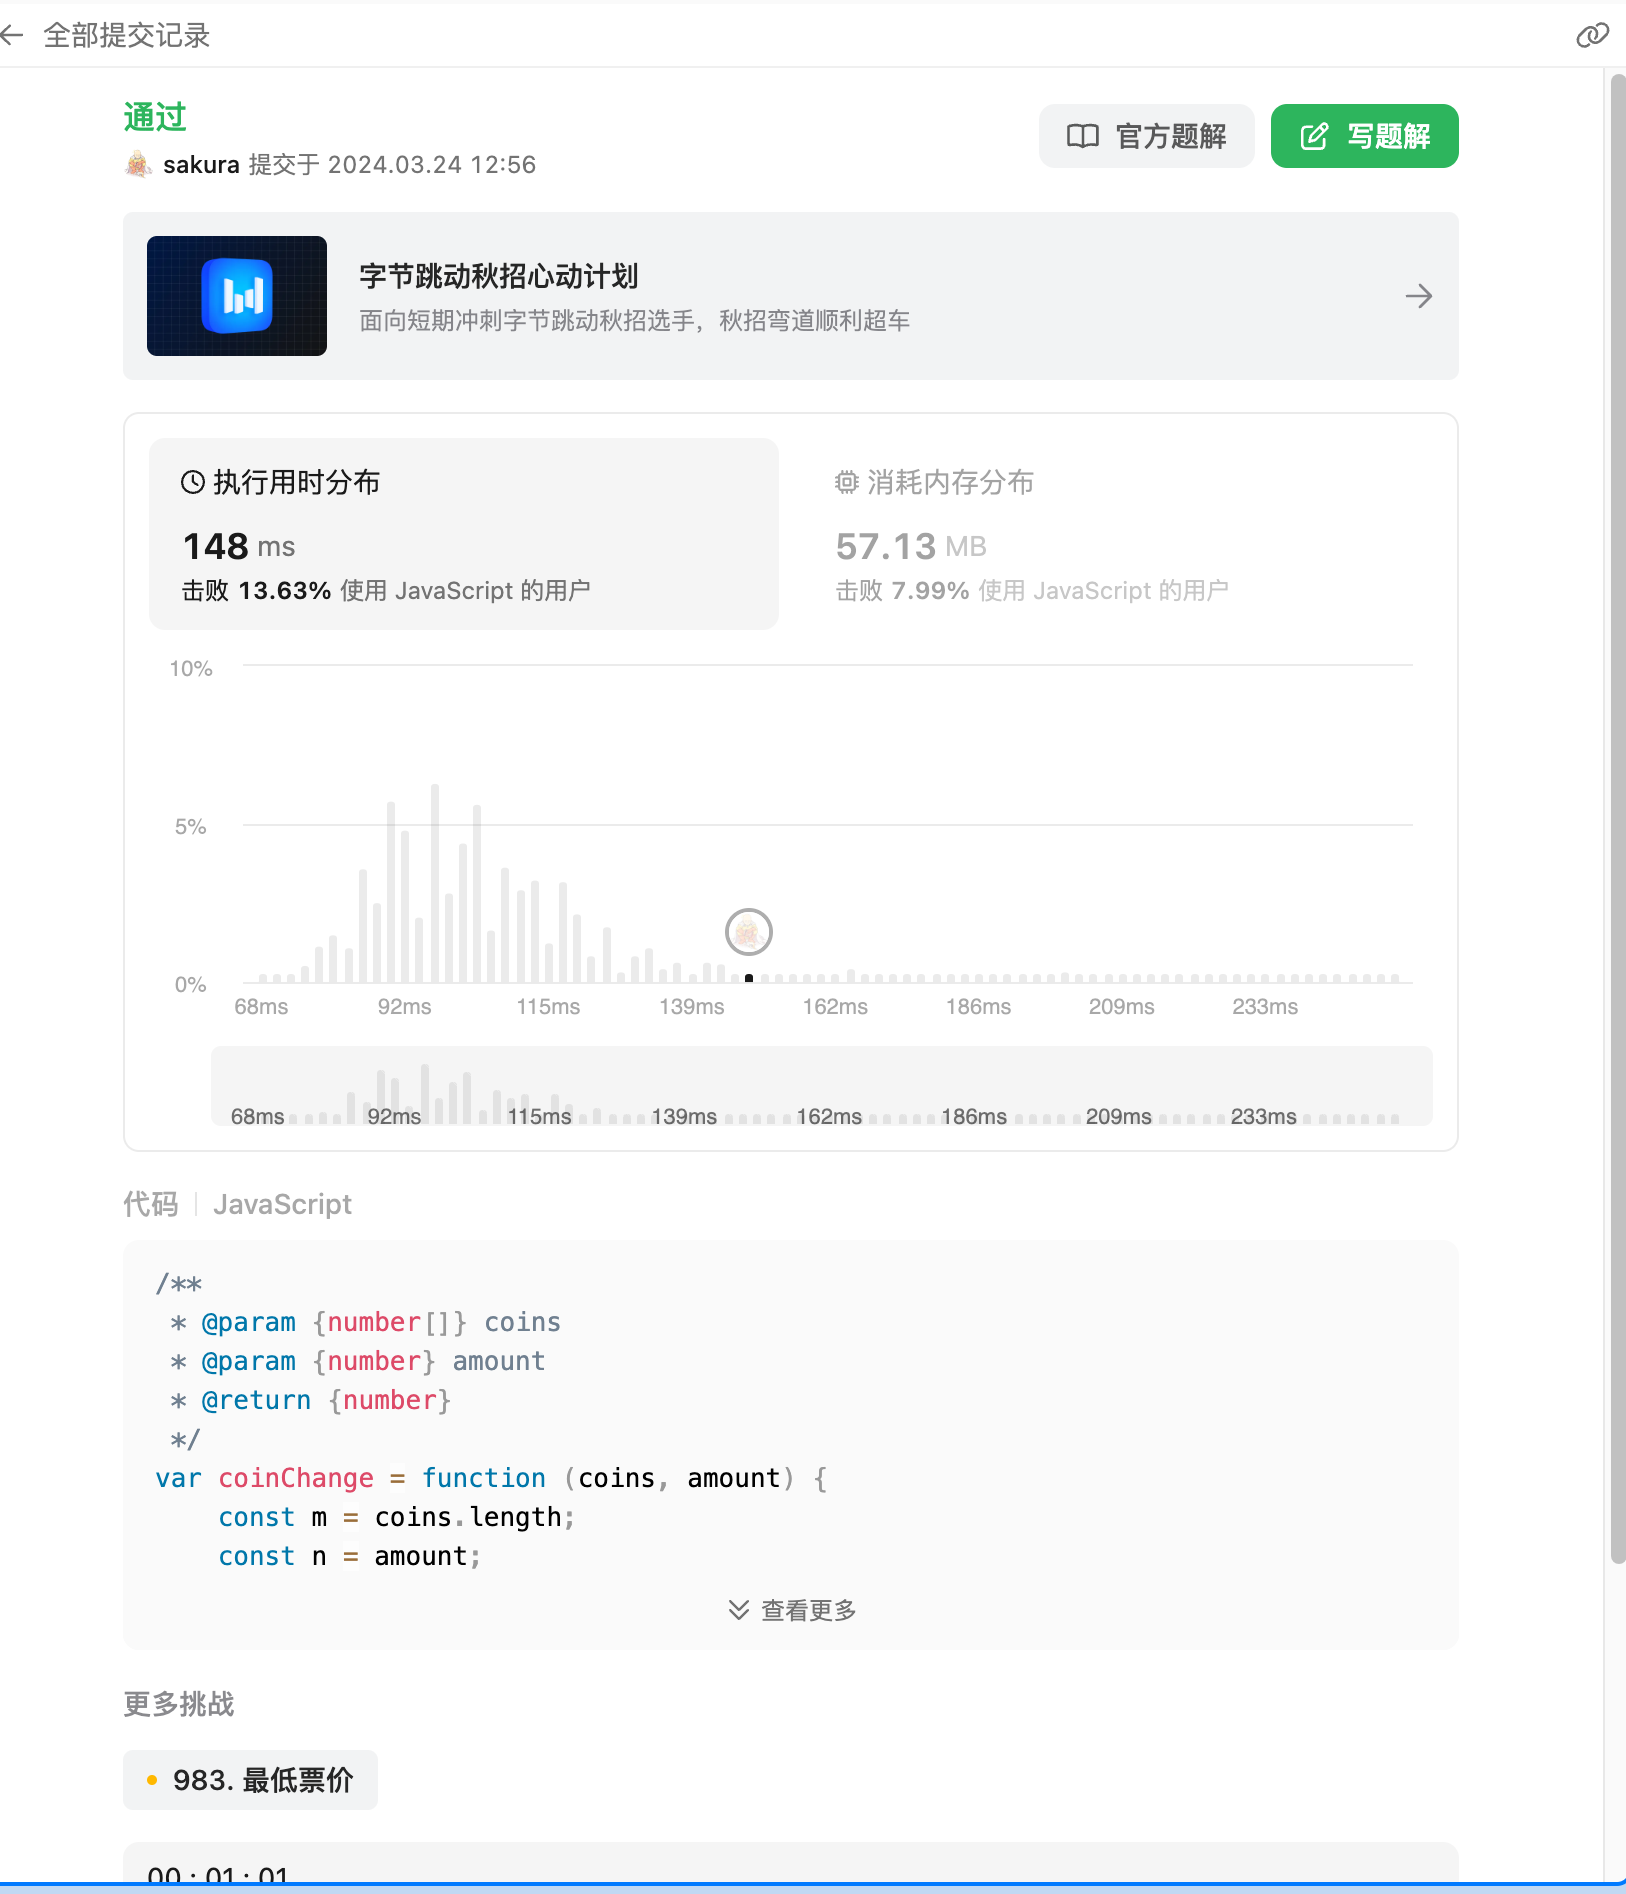 全部提交记录
通过
官方题解
写题解
sakura 提交于 2024.03.24 12:56
字节跳动秋招心动计划
面向短期冲刺字节跳动秋招选手，秋招弯道顺利超车
执行用时分布
148 ms
击败 13.63% 使用 JavaScript 的用户
消耗内存分布
57.13 MB
击败 7.99% 使用 JavaScript 的用户
10%
5%
0%
68ms 92ms 115ms 139ms 162ms 186ms 209ms 233ms
68ms 92ms 115ms 139ms 162ms 186ms 209ms 233ms
代码 JavaScript
/**
 * @param {number[]} coins
 * @param {number} amount
 * @return {number}
 */
var coinChange = function (coins, amount) {
    const m = coins.length;
    const n = amount;
查看更多
更多挑战
983. 最低票价
00 : 01 : 01